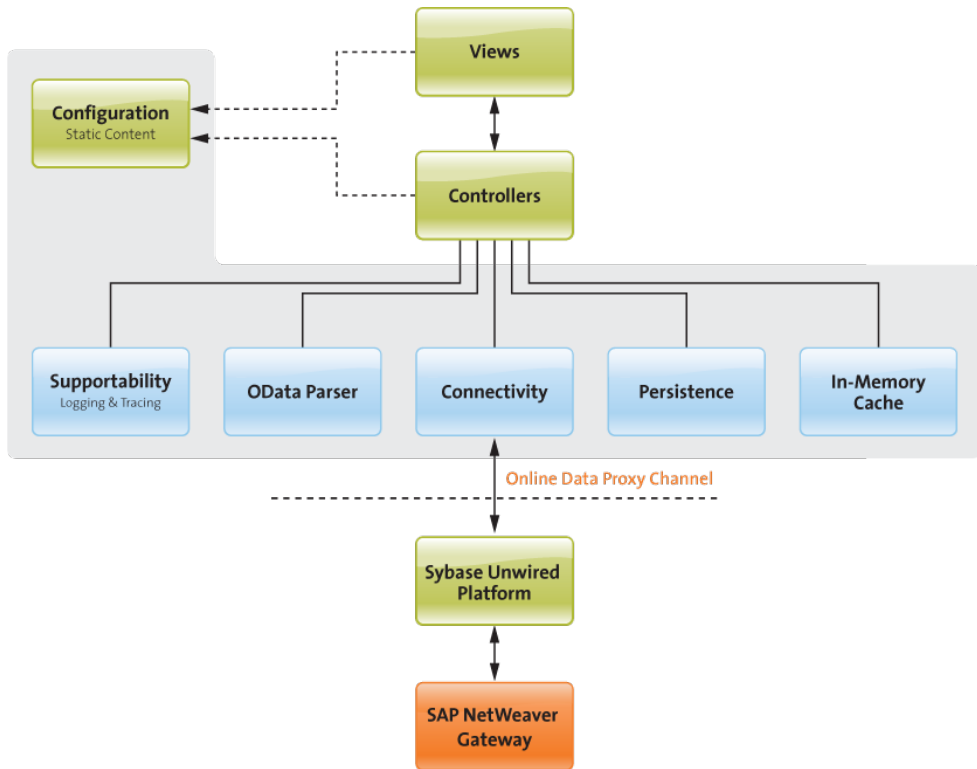 Views
Configuration
Static Content
Controllers
Supportability
Logging & Tracing
OData Parser
Connectivity
Persistence
In-Memory
Cache
Online Data Proxy Channel
Sybase Unwired
Platform
SAP NetWeaver
Gateway